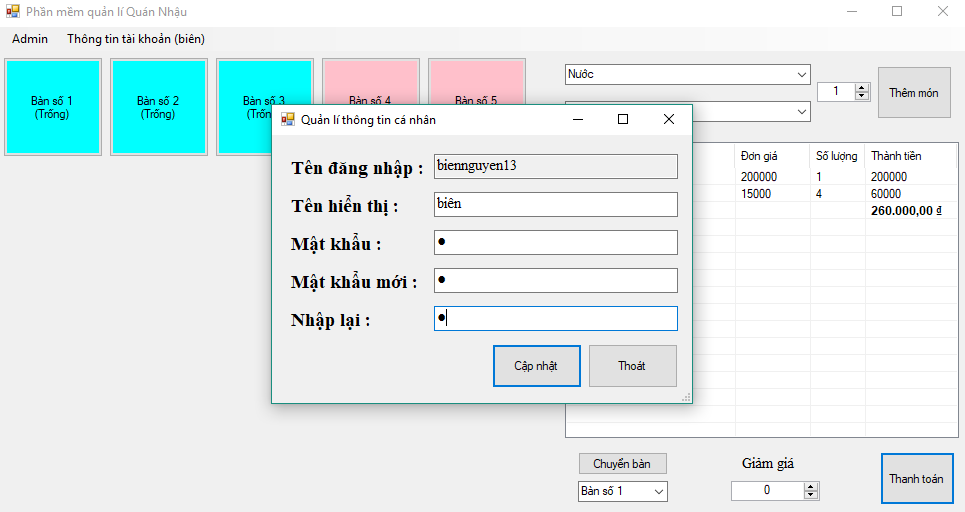 Phần mềm quản lí Quán Nhậu
Admin Thông tin tài khoản (biên)
Bàn số 1
(Trống)
Bàn số 2
(Trống)
Bàn số 3
Bàn số 4
Bàn số 5
Nước
1
Thêm món
Quản lí thông tin cá nhân
Tên đăng nhập : biennguyen13
Tên hiển thị : biên
Mật khẩu : ●
Mật khẩu mới : ●
Nhập lại : ●
Cập nhật Thoát
Đơn giá Số lượng Thành tiền
200000 1 200000
15000 4 60000
260.000,00 ₫
Chuyển bàn
Bàn số 1
Giảm giá
0
Thanh toán